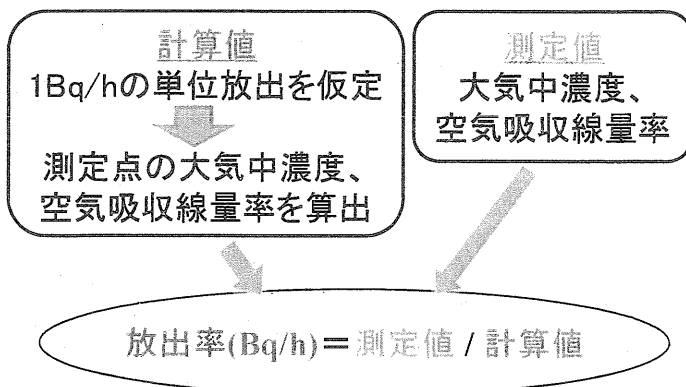 計算値
1Bq/hの単位放出を仮定
測定点の大気中濃度、
空気吸収線量率を算出
測定値
大気中濃度、
空気吸収線量率
放出率(Bq/h)＝測定値 / 計算値